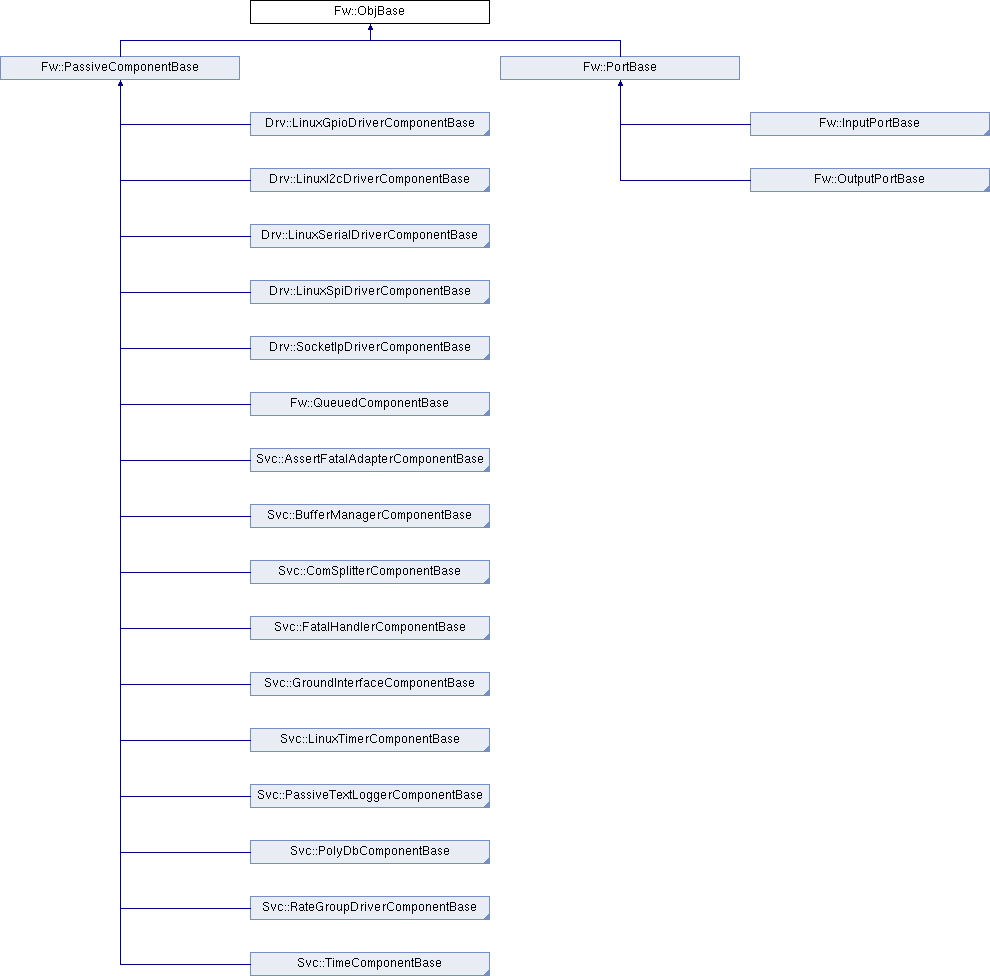 Fw::ObjBase
Fw::PassiveComponentBase
Fw::PortBase
Drv::LinuxGpioDriverComponentBase
Fw::InputPortBase
Drv::LinuxI2cDriverComponentBase
Fw::OutputPortBase
Drv::LinuxSerialDriverComponentBase
Drv::LinuxSpiDriverComponentBase
Drv::SocketIpDriverComponentBase
Fw::QueuedComponentBase
Svc::AssertFatalAdapterComponentBase
Svc::BufferManagerComponentBase
Svc::ComSplitterComponentBase
Svc::FatalHandlerComponentBase
Svc::GroundInterfaceComponentBase
Svc::LinuxTimerComponentBase
Svc::PassiveTextLoggerComponentBase
Svc::PolyDbComponentBase
Svc::RateGroupDriverComponentBase
Svc::TimeComponentBase